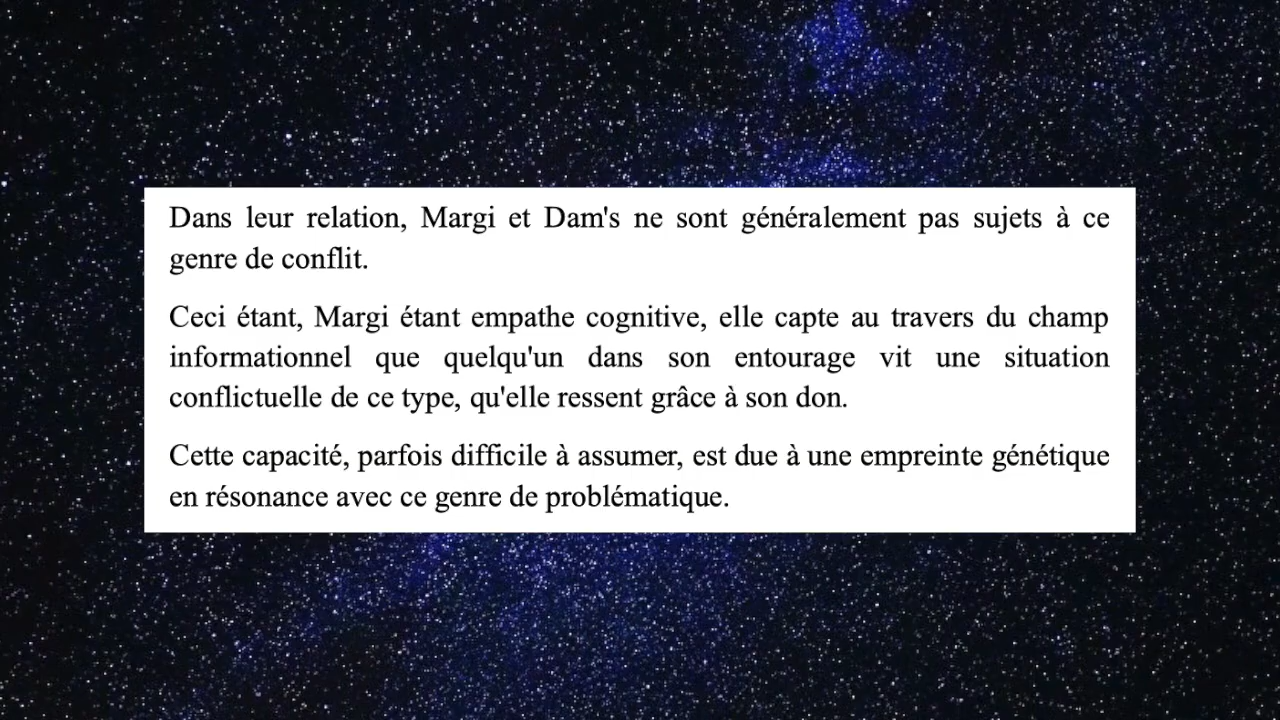 Dans leur relation, Margi et Dam's ne sont généralement pas sujets à ce
genre de conflit.
Ceci étant, Margi étant empathe cognitive, elle capte au travers du champ
informationnel que quelqu'un dans son entourage vit une situation
conflictuelle de ce type, qu'elle ressent grâce à son don.
Cette capacité, parfois difficile à assumer, est due à une empreinte génétique
en résonance avec ce genre de problématique.